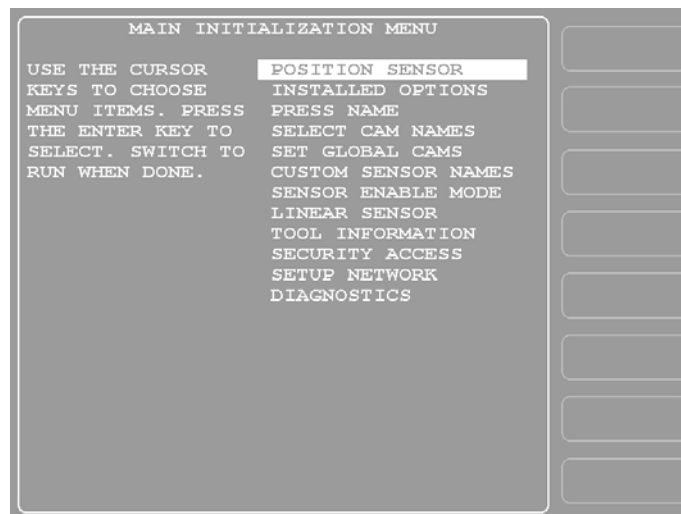 MAIN INITIALIZATION MENU
USE THE CURSOR
KEYS TO CHOOSE
MENU ITEMS. PRESS
THE ENTER KEY TO
SELECT. SWITCH TO
RUN WHEN DONE.
POSITION SENSOR
INSTALLED OPTIONS
PRESS NAME
SELECT CAM NAMES
SET GLOBAL CAMS
CUSTOM SENSOR NAMES
SENSOR ENABLE MODE
LINEAR SENSOR
TOOL INFORMATION
SECURITY ACCESS
SETUP NETWORK
DIAGNOSTICS